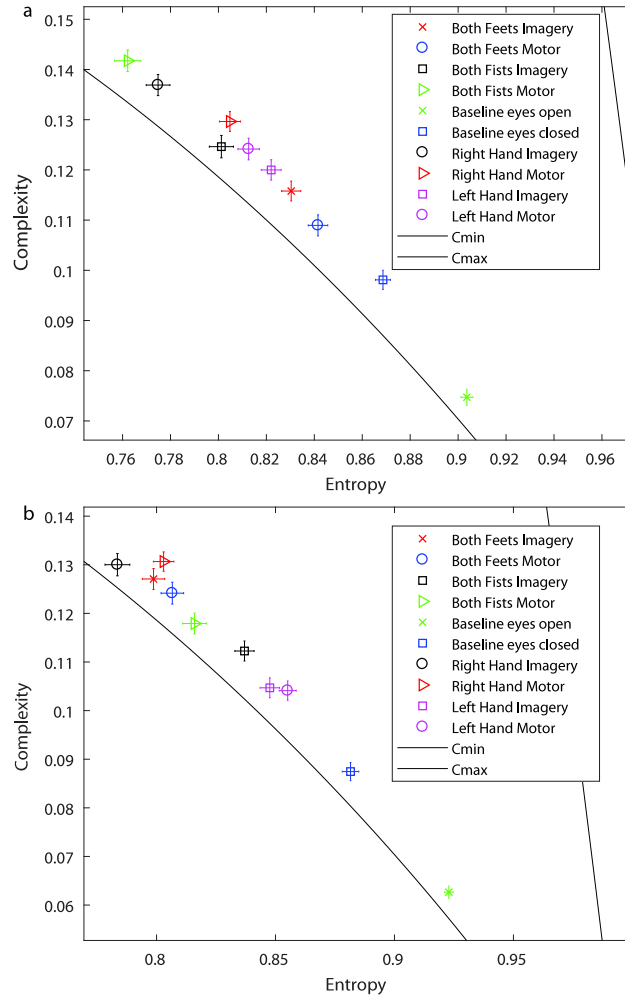 a
0.15
0.14
0.13
0.12
0.11
0.1
0.09
0.08
0.07
Complexity
0.76 0.78 0.8 0.82 0.84 0.86 0.88 0.9 0.92 0.94 0.96
Entropy
Both Feets Imagery
Both Feets Motor
Both Fists Imagery
Both Fists Motor
Baseline eyes open
Baseline eyes closed
Right Hand Imagery
Right Hand Motor
Left Hand Imagery
Left Hand Motor
Cmin
Cmax
b
0.14
0.13
0.12
0.11
0.1
0.09
0.08
0.07
0.06
Complexity
0.8 0.85 0.9 0.95
Entropy
Both Feets Imagery
Both Feets Motor
Both Fists Imagery
Both Fists Motor
Baseline eyes open
Baseline eyes closed
Right Hand Imagery
Right Hand Motor
Left Hand Imagery
Left Hand Motor
Cmin
Cmax